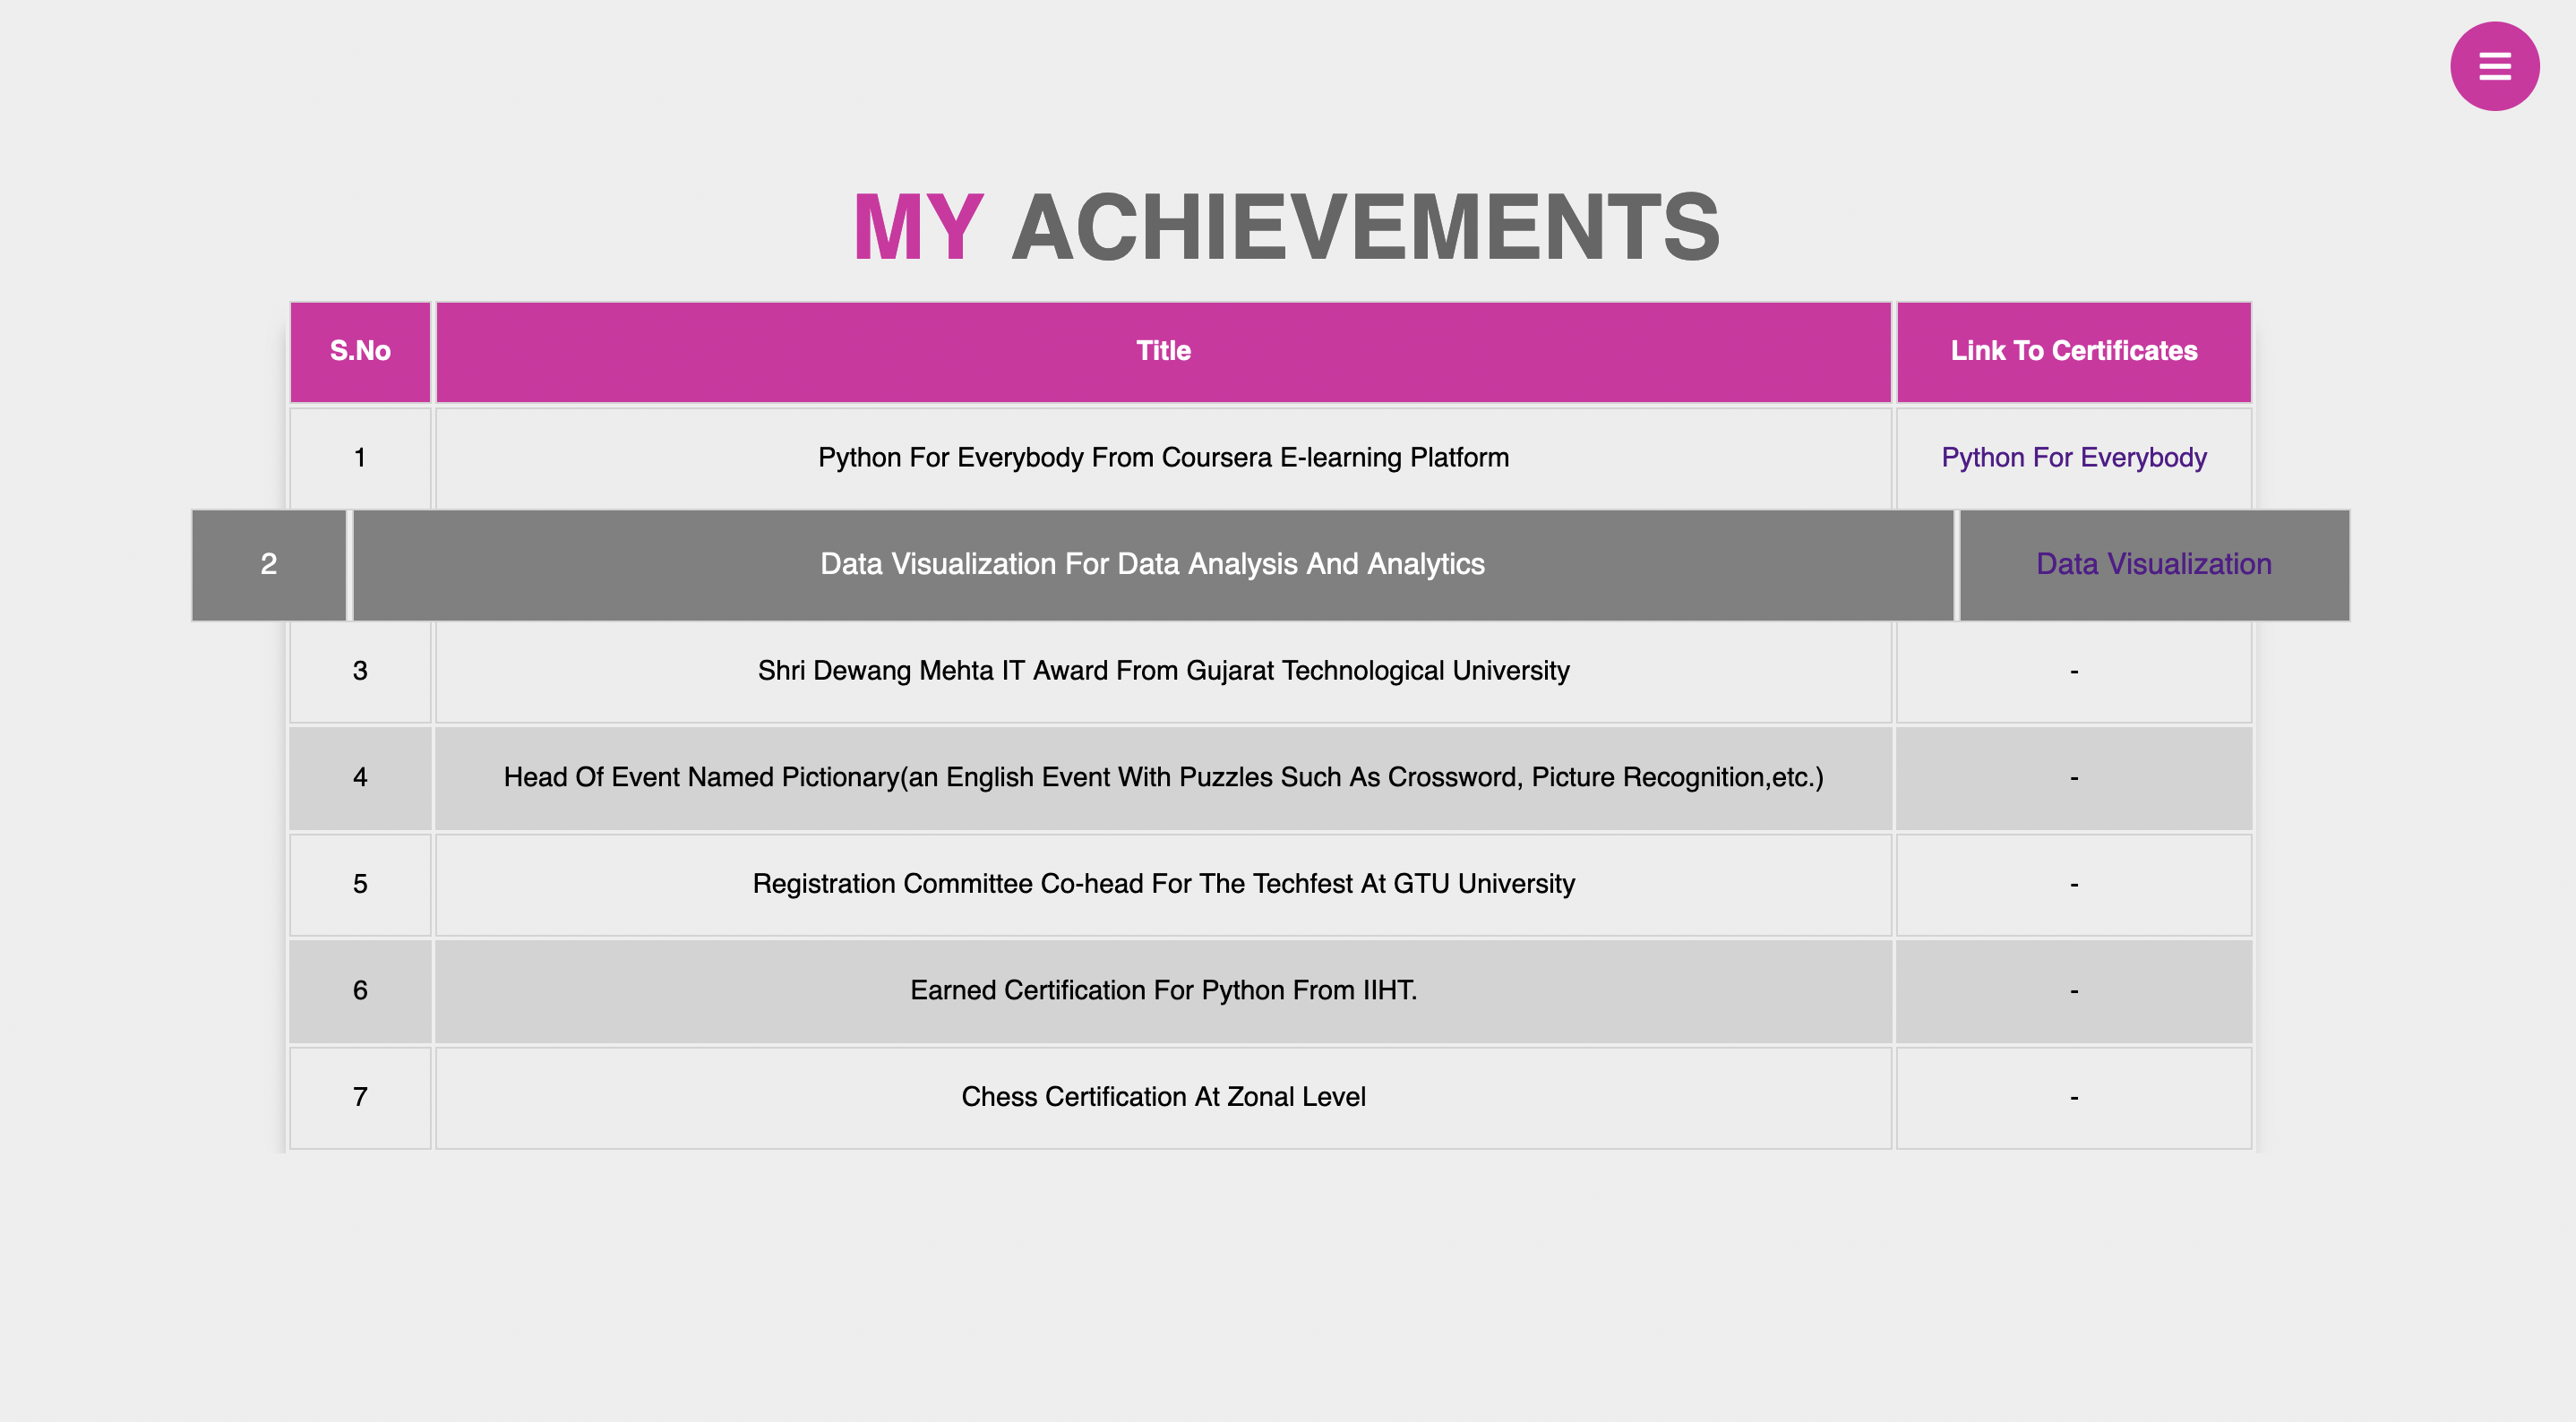 MY ACHIEVEMENTS
S.No Title Link To Certificates
1 Python For Everybody From Coursera E-learning Platform Python For Everybody
2 Data Visualization For Data Analysis And Analytics Data Visualization
3 Shri Dewang Mehta IT Award From Gujarat Technological University -
4 Head Of Event Named Pictionary(an English Event With Puzzles Such As Crossword, Picture Recognition,etc.) -
5 Registration Committee Co-head For The Techfest At GTU University -
6 Earned Certification For Python From IIHT. -
7 Chess Certification At Zonal Level -